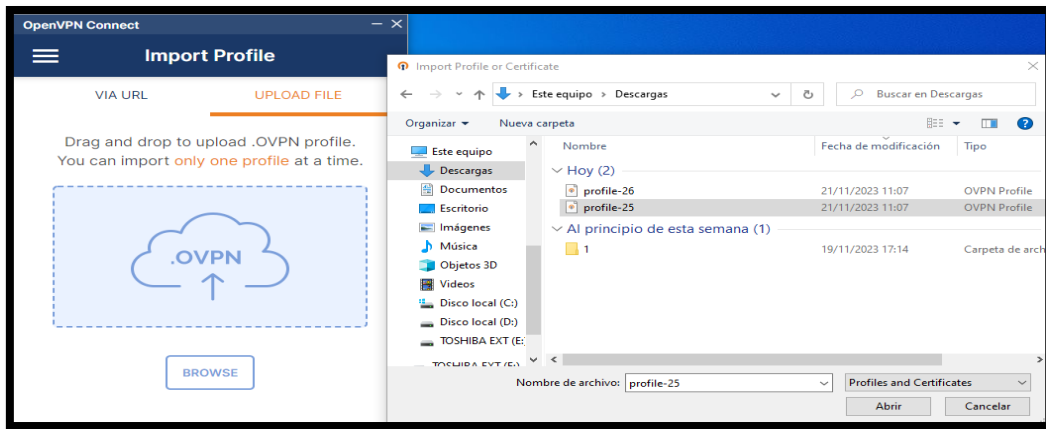 OpenVPN Connect
Import Profile
VIA URL
UPLOAD FILE
Drag and drop to upload .OVPN profile.
You can import only one profile at a time.
.OVPN
BROWSE
Import Profile or Certificate
Este equipo > Descargas
Buscar en Descargas
Organizar
Nueva carpeta
Este equipo
Descargas
Documentos
Escritorio
Imágenes
Música
Objetos 3D
Videos
Disco local (C:)
Disco local (D:)
TOSHIBA EXT (E:
TOSHIBA EXT (E:)
Nombre Fecha de modificación Tipo
Hoy (2)
profile-26 21/11/2023 11:07 OVPN Profile
profile-25 21/11/2023 11:07 OVPN Profile
Al principio de esta semana (1)
1 19/11/2023 17:14 Carpeta de arch
Nombre de archivo: profile-25 Profiles and Certificates
Abrir Cancelar